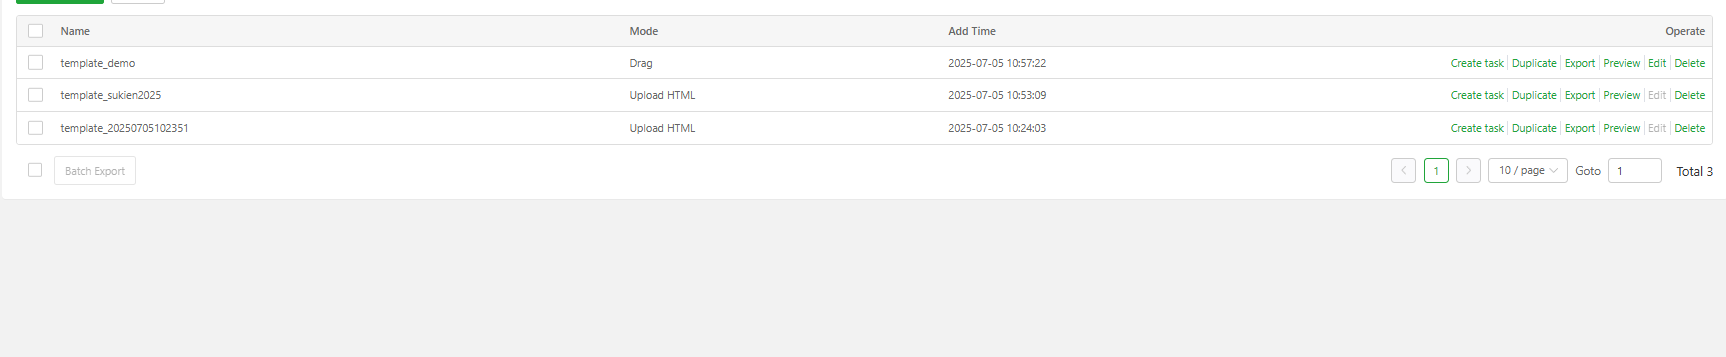 Name Mode Add Time Operate
template_demo Drag 2025-07-05 10:57:22 Create task Duplicate Export Preview Edit Delete
template_sukien2025 Upload HTML 2025-07-05 10:53:09 Create task Duplicate Export Preview Edit Delete
template_20250705102351 Upload HTML 2025-07-05 10:24:03 Create task Duplicate Export Preview Edit Delete
Batch Export 1 10 / page Goto 1 Total 3